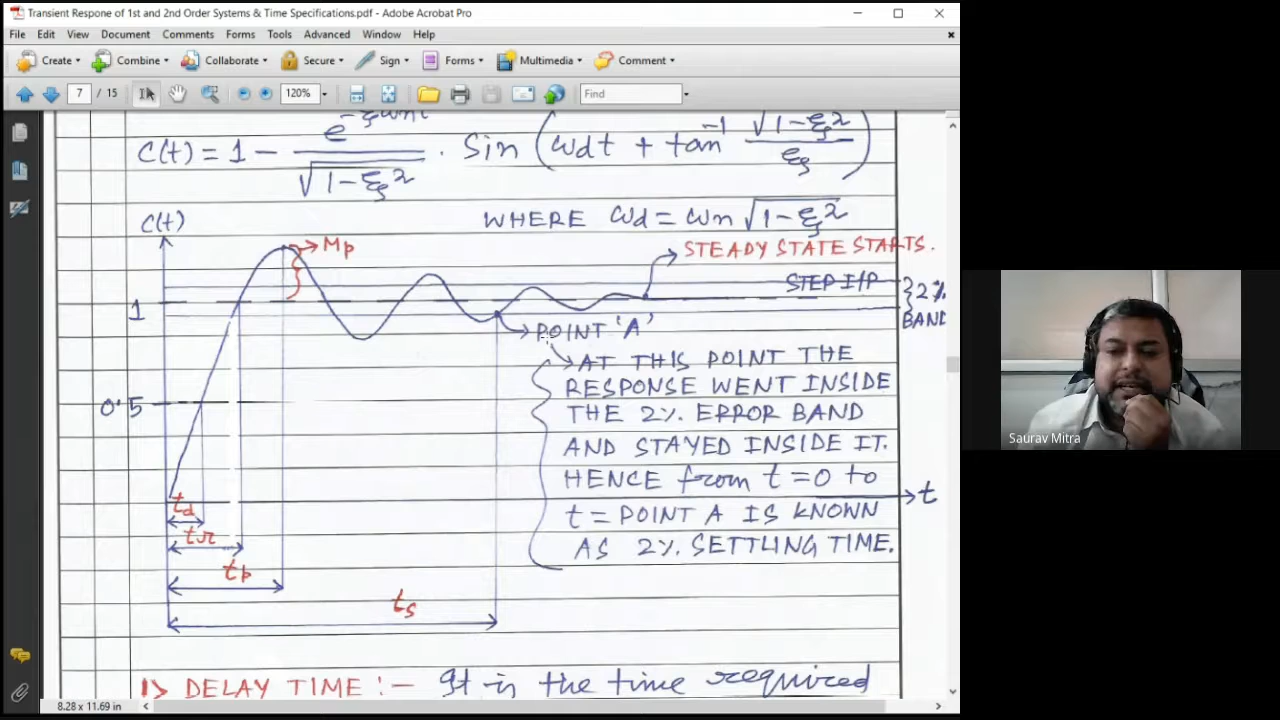 Transient Respone of 1st and 2nd Order Systems & Time Specifications.pdf - Adobe Acrobat Pro
File Edit View Document Comments Forms Tools Advanced Window Help
Create Combine Collaborate Secure Sign Forms Multimedia Comment
7 / 15 120% Find
C(t) = 1 - e^-ξωnt / √1-ξ² . Sin (ωdt + tan⁻¹ √1-ξ² / ξ)
C(t) WHERE ωd = ωn √1-ξ²
Mp
STEADY STATE STARTS.
STEP I/P
1
2% BAND
POINT 'A'
AT THIS POINT THE
RESPONSE WENT INSIDE
0.5
THE 2% ERROR BAND
AND STAYED INSIDE IT.
HENCE from t = 0 to
t
t = POINT A IS KNOWN
AS 2% SETTLING TIME.
td
tr
tp
ts
1> DELAY TIME :- It is the time required
8.28 x 11.69 in
Saurav Mitra